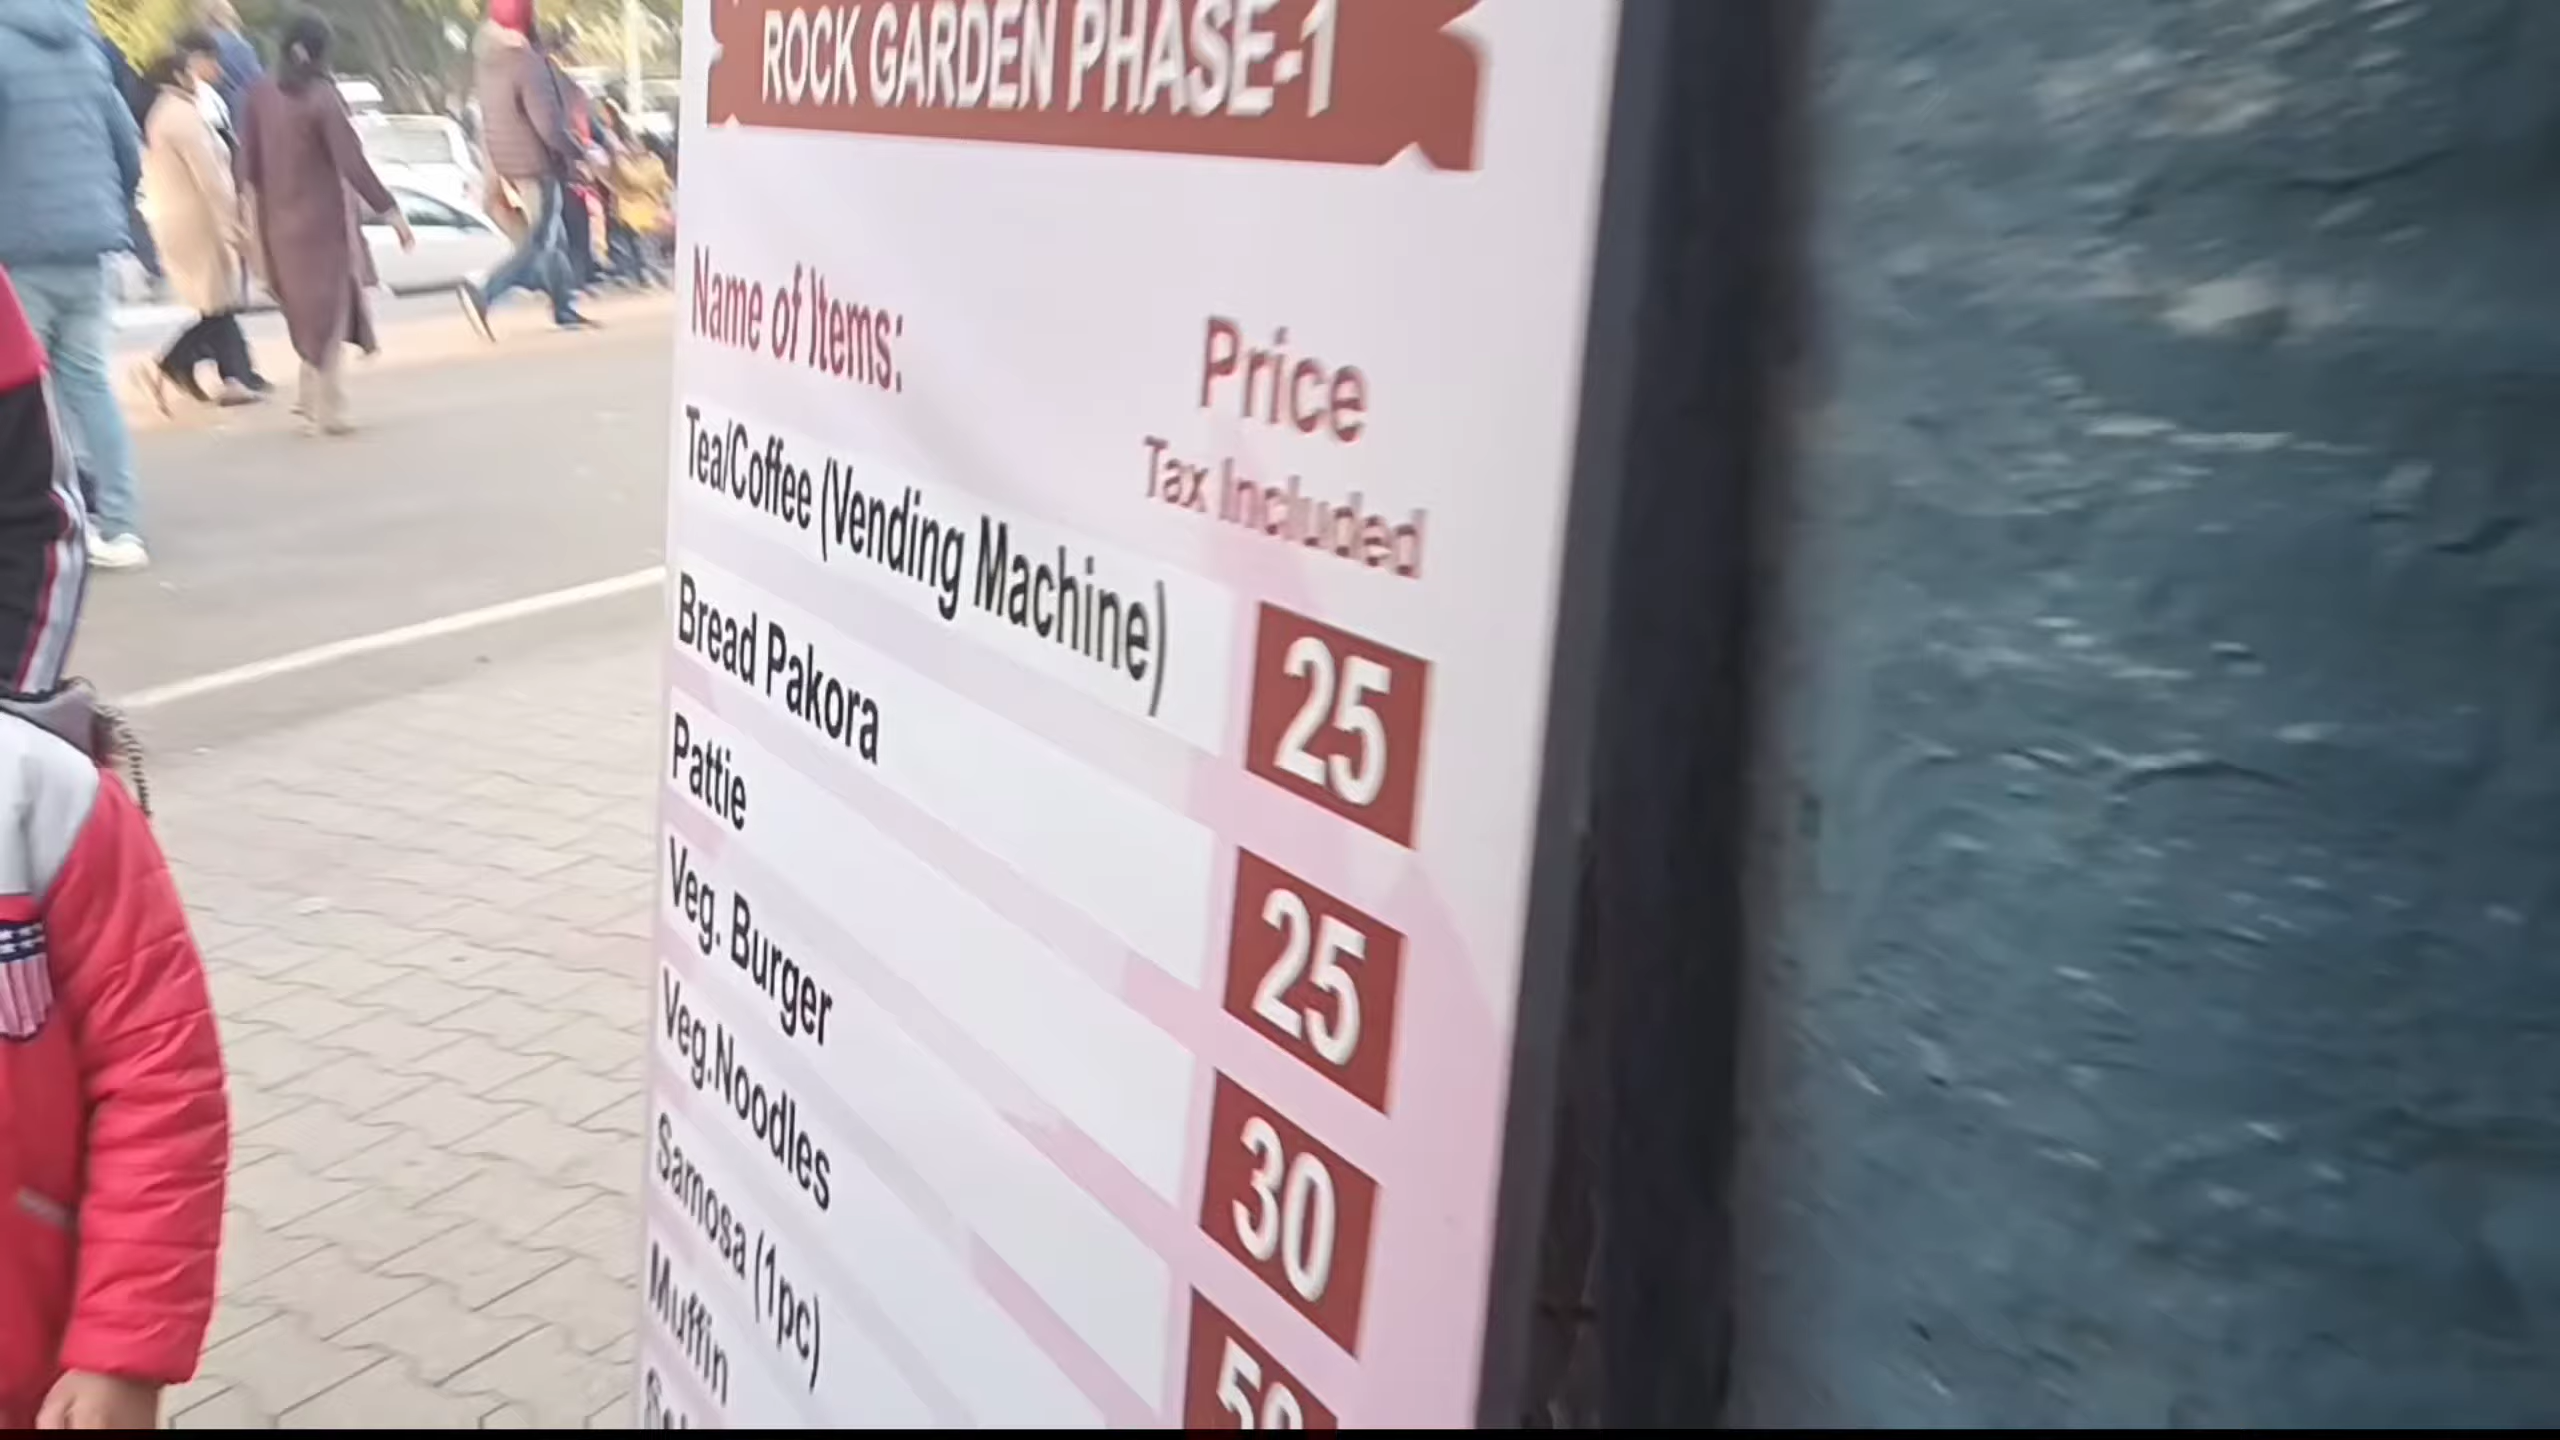 ROCK GARDEN PHASE-1
Name of Items:
Price
Tax Included
Tea/Coffee (Vending Machine) 25
Bread Pakora 25
Pattie 30
Veg. Burger
Veg.Noodles
Samosa (1pc)
Muffin